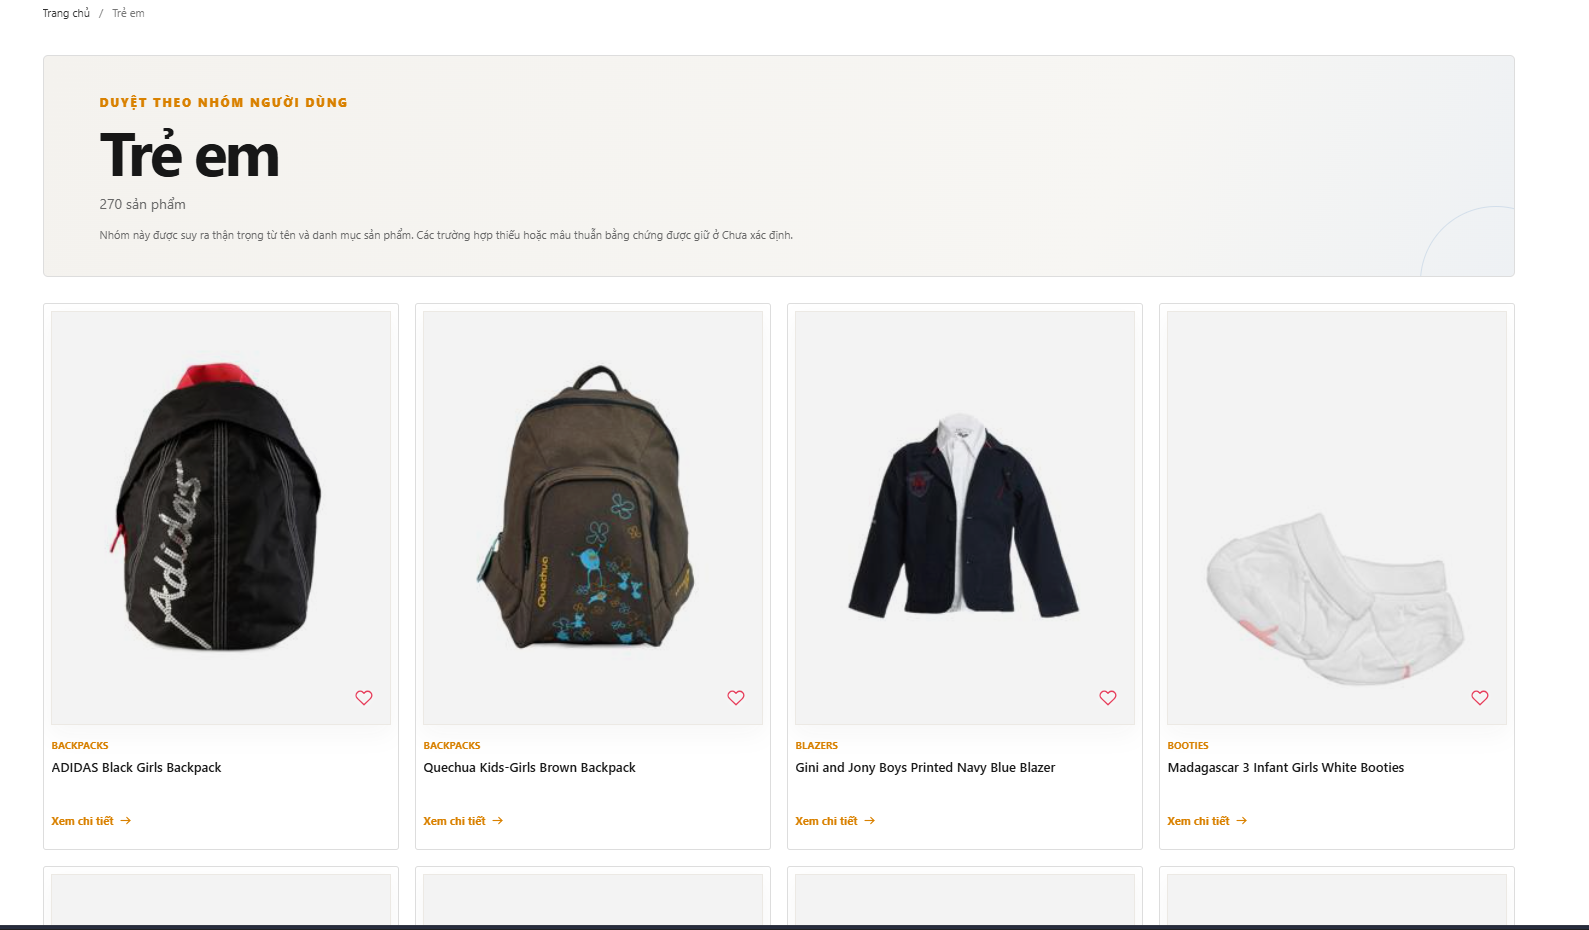 Trang chủ / Trẻ em
DUYỆT THEO NHÓM NGƯỜI DÙNG
Trẻ em
270 sản phẩm
Nhóm này được suy ra thận trọng từ tên và danh mục sản phẩm. Các trường hợp thiếu hoặc mâu thuẫn bằng chứng được giữ ở Chưa xác định.
Adidas
Quechua
BACKPACKS
ADIDAS Black Girls Backpack
Xem chi tiết →
BACKPACKS
Quechua Kids-Girls Brown Backpack
Xem chi tiết →
BLAZERS
Gini and Jony Boys Printed Navy Blue Blazer
Xem chi tiết →
BOOTIES
Madagascar 3 Infant Girls White Booties
Xem chi tiết →